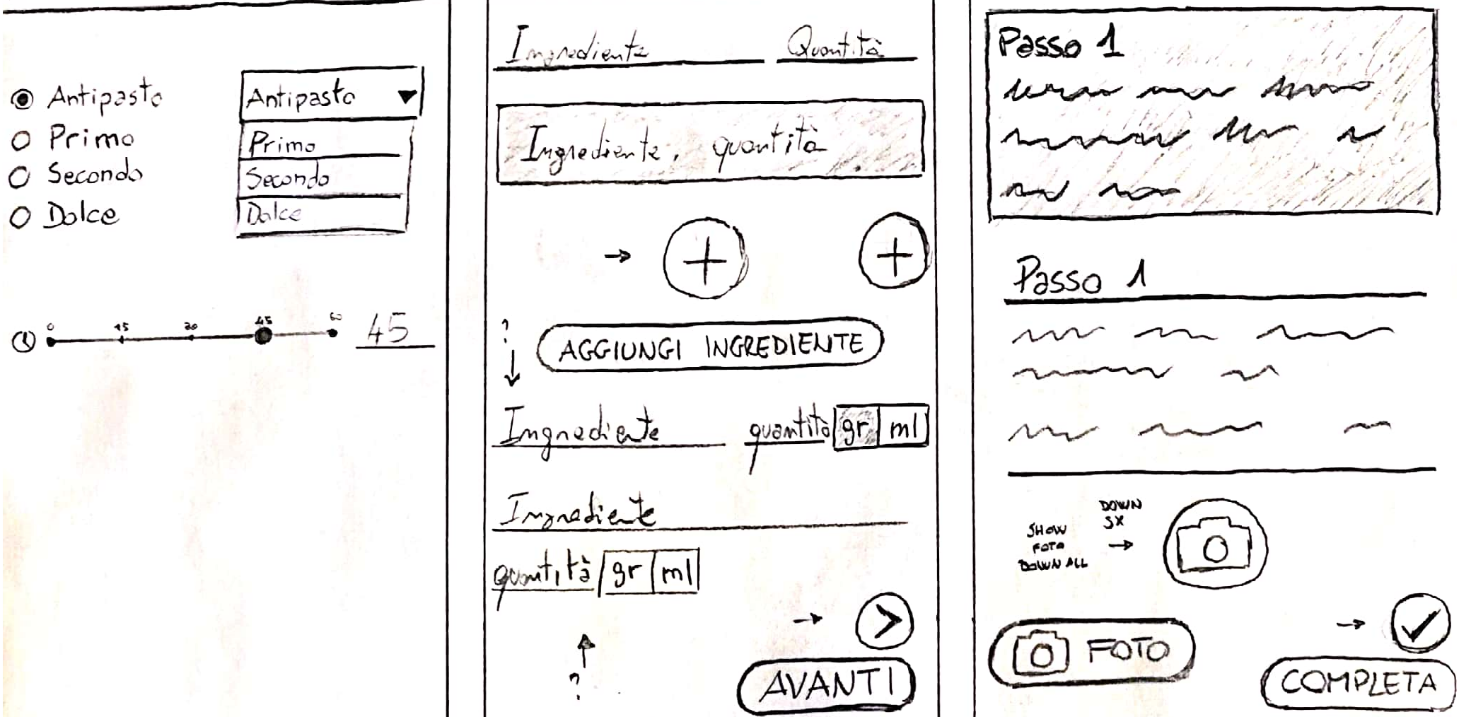 Antipasto
Primo
Secondo
Dolce
Antipasto
Primo
Secondo
Dolce
0 15 30 45 60
45
Ingrediente Quantità
Ingrediente, quantità
+ +
?
AGGIUNGI INGREDIENTE
Ingrediente quantità gr ml
Ingrediente
quantità gr ml
?
AVANTI
Passo 1
Passo 1
SHOW
FOTO
DOWN ALL
DOWN
SX
FOTO
COMPLETA